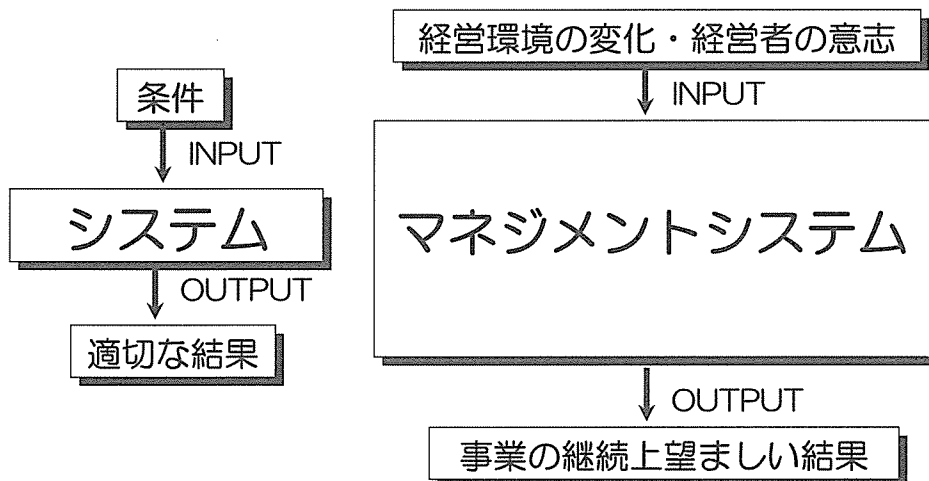 条件
INPUT
システム
OUTPUT
適切な結果
経営環境の変化・経営者の意志
INPUT
マネジメントシステム
OUTPUT
事業の継続上望ましい結果